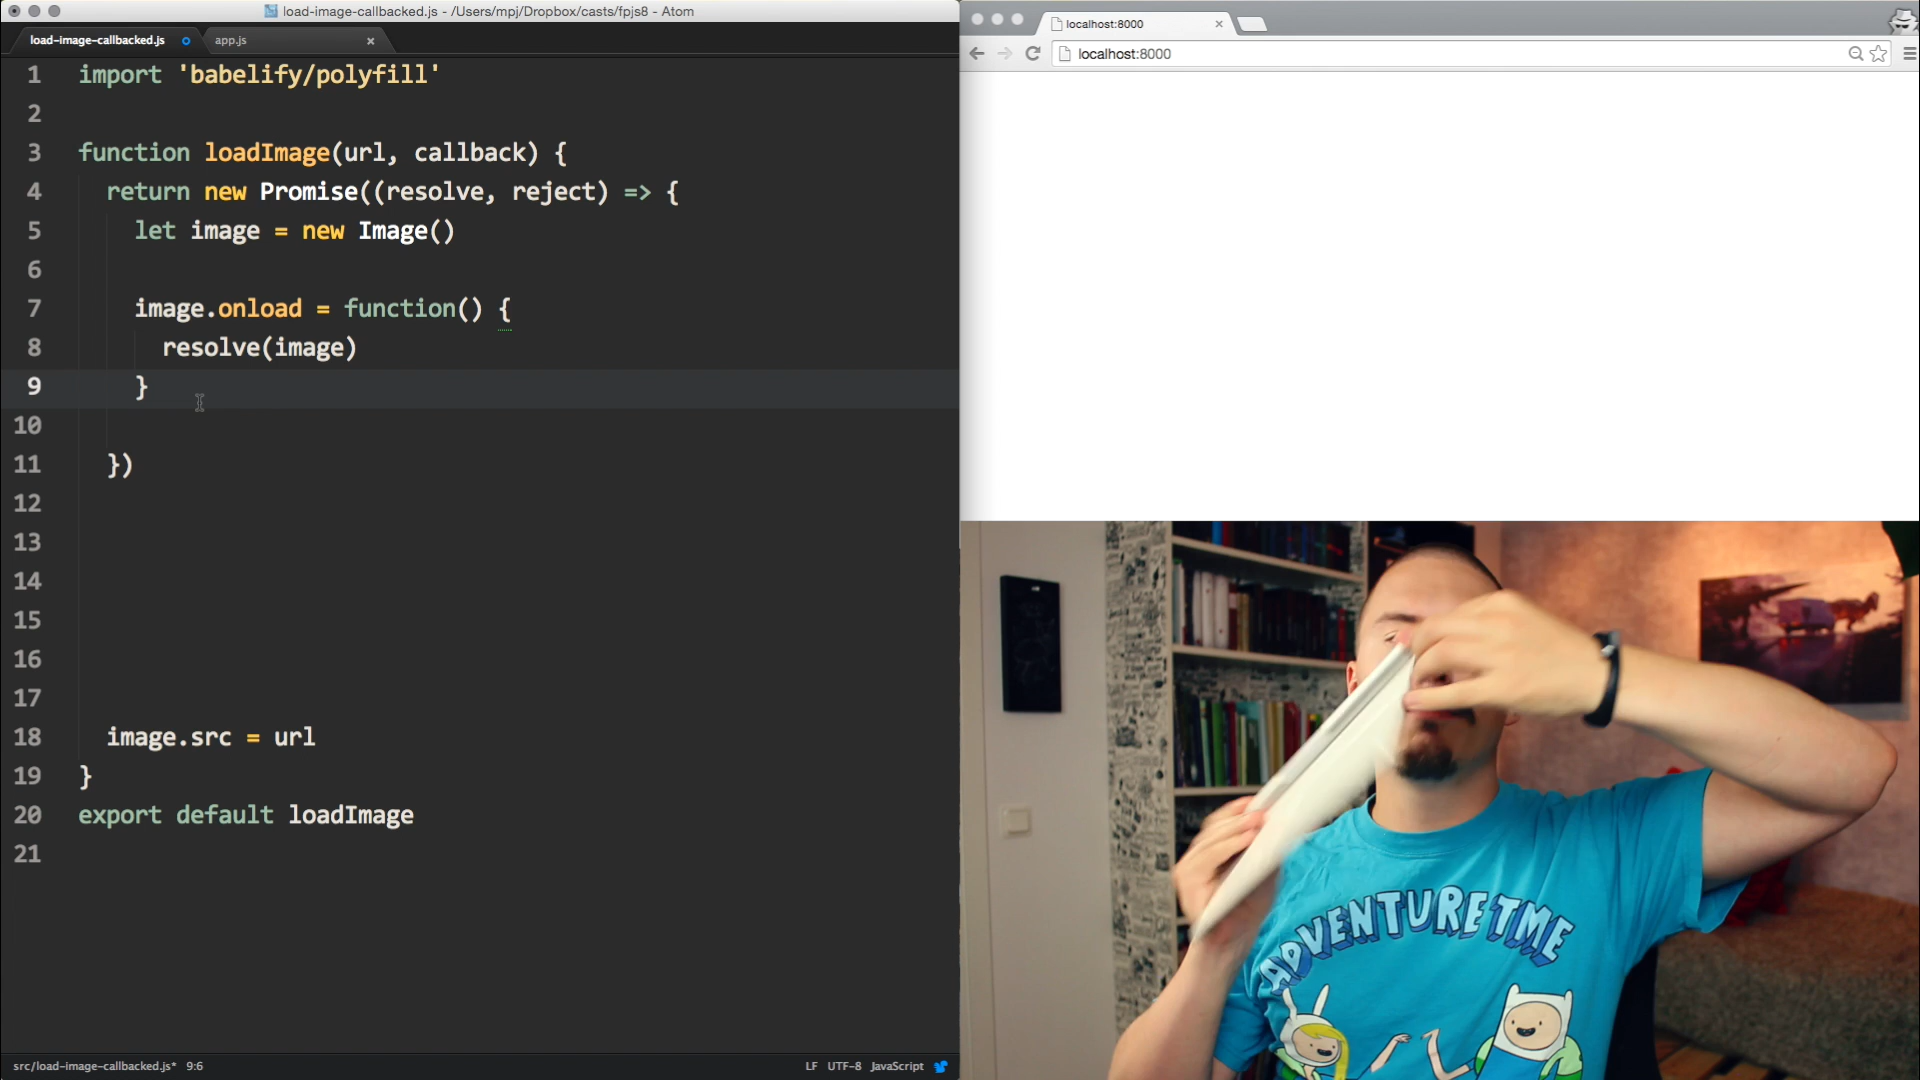 load-image-callbacked.js - /Users/mpj/Dropbox/casts/fpjs8 - Atom
load-image-callbacked.js
app.js
1 import 'babelify/polyfill'
2
3 function loadImage(url, callback) {
4 return new Promise((resolve, reject) => {
5 let image = new Image()
6
7 image.onload = function() {
8 resolve(image)
9 }
10
11 })
12
13
14
15
16
17
18 image.src = url
19 }
20 export default loadImage
21
src/load-image-callbacked.js* 9:6
LF UTF-8 JavaScript
localhost:8000
localhost:8000
ADVENTURE TIME